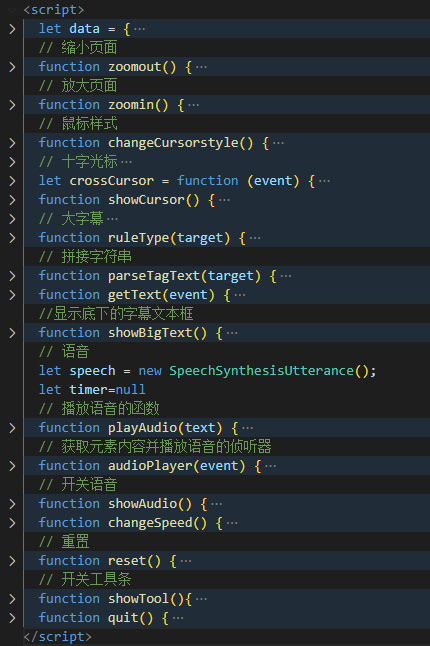 <script>
let data = {…
// 缩小页面
function zoomout() {…
// 放大页面
function zoomin() {…
// 鼠标样式
function changeCursorstyle() {…
// 十字光标…
let crossCursor = function (event) {…
function showCursor() {…
// 大字幕…
function ruleType(target) {…
// 拼接字符串
function parseTagText(target) {…
function getText(event) {…
//显示底下的字幕文本框
function showBigText() {…
// 语音
let speech = new SpeechSynthesisUtterance();
let timer=null
// 播放语音的函数
function playAudio(text) {…
// 获取元素内容并播放语音的侦听器
function audioPlayer(event) {…
// 开关语音
function showAudio() {…
function changeSpeed() {…
// 重置
function reset() {…
// 开关工具条
function showTool(){…
function quit() {…
</script>